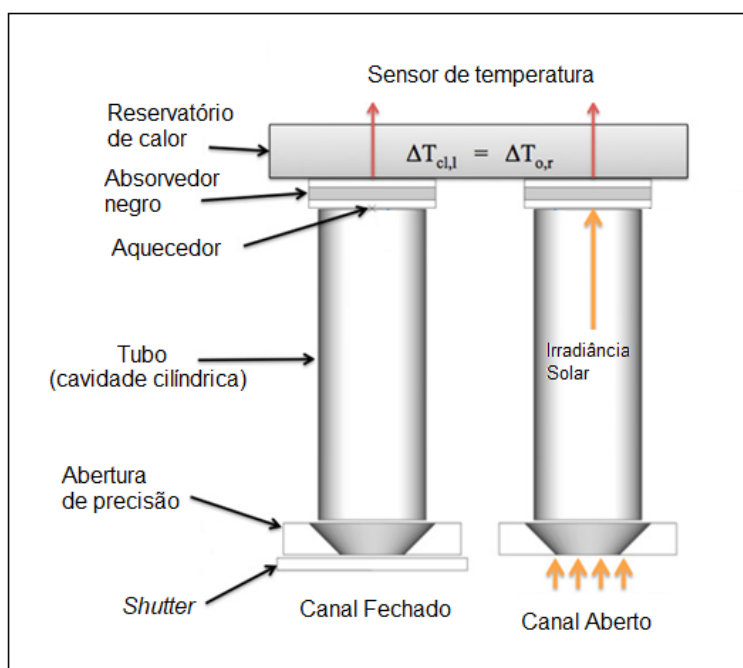 Sensor de temperatura
Reservatório
de calor
ΔTcl,l = ΔTo,r
Absorvedor
negro
Aquecedor
Tubo
(cavidade cilíndrica)
Irradiância
Solar
Abertura
de precisão
Shutter
Canal Fechado
Canal Aberto